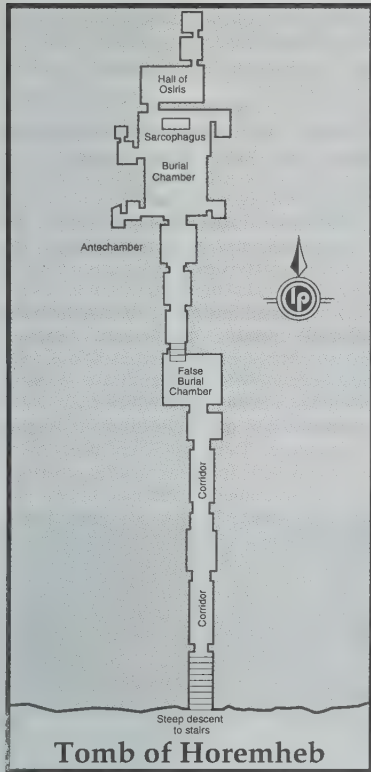 Hall of
Osiris
Sarcophagus
Burial
Chamber
Antechamber
lp
False
Burial
Chamber
Corridor
Corridor
Steep descent
to stairs
Tomb of Horemheb